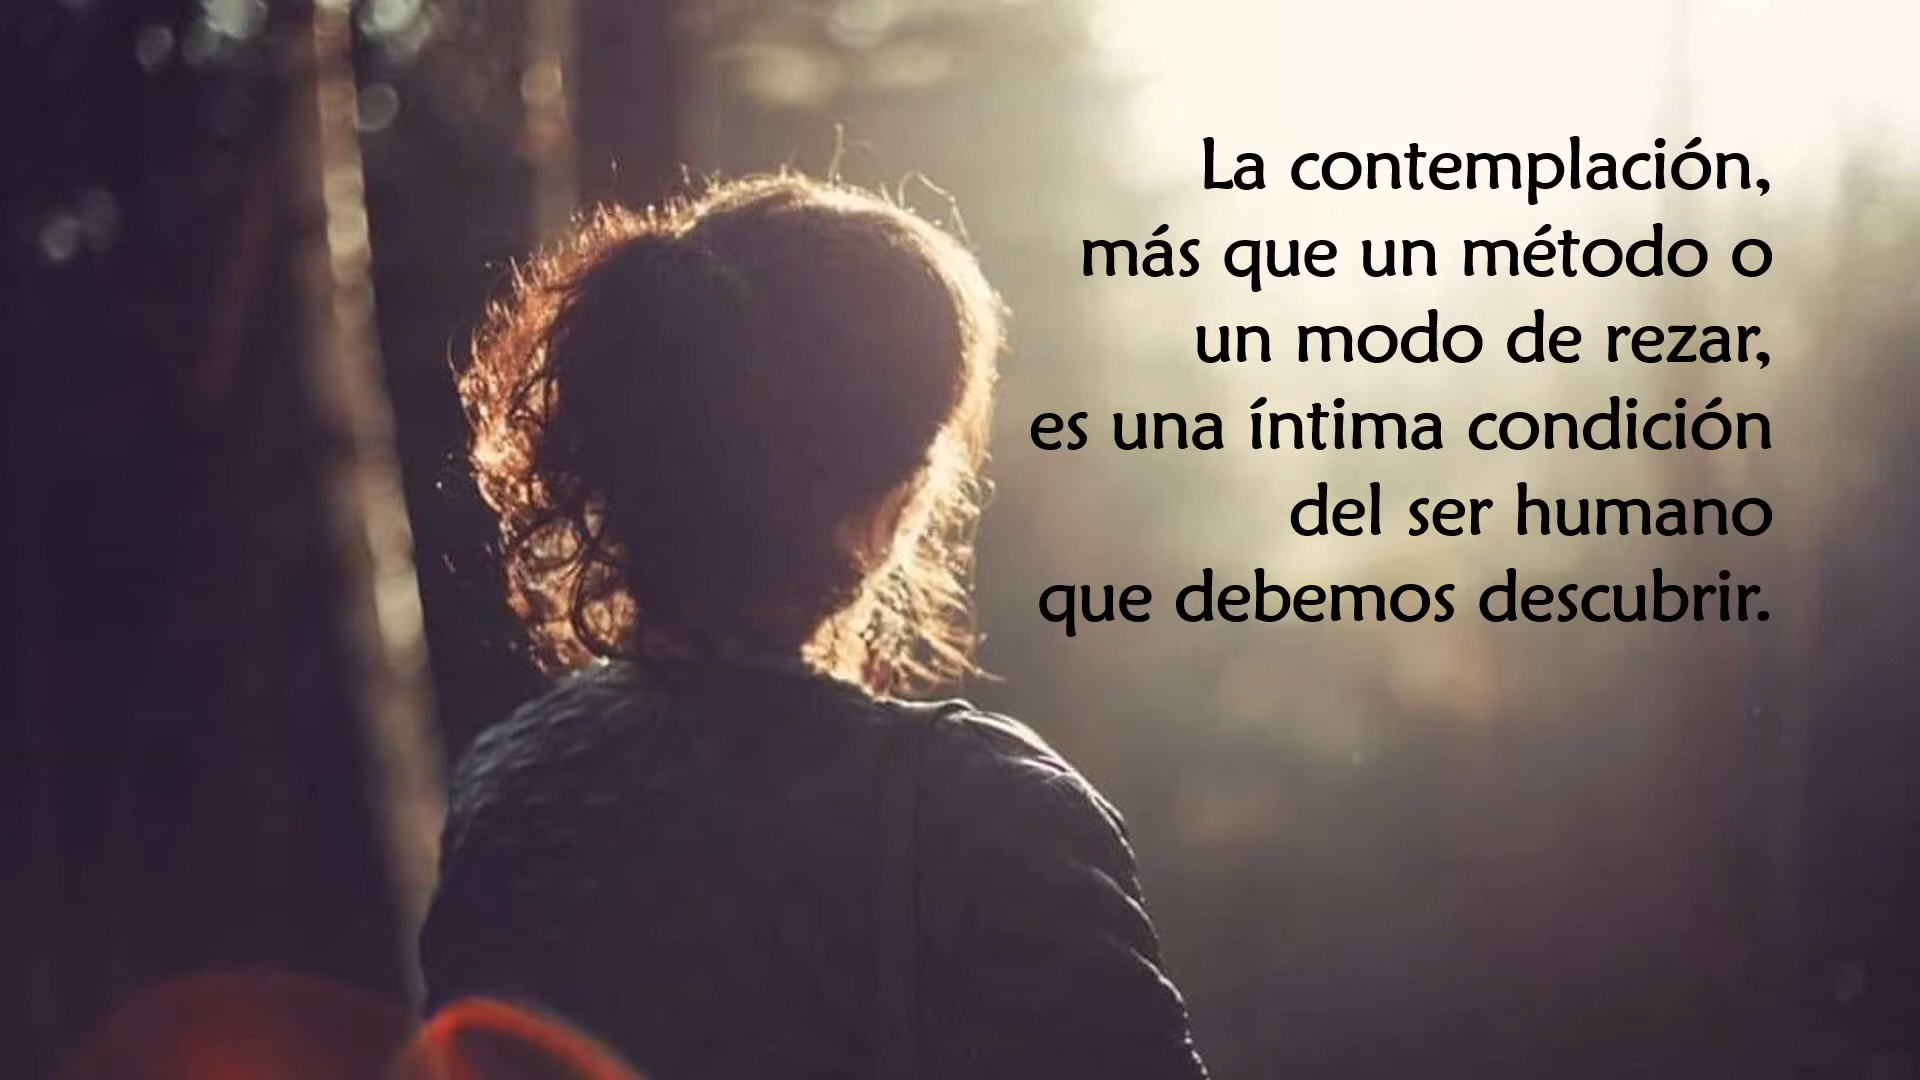 La contemplación,
más que un método o
un modo de rezar,
es una íntima condición
del ser humano
que debemos descubrir.